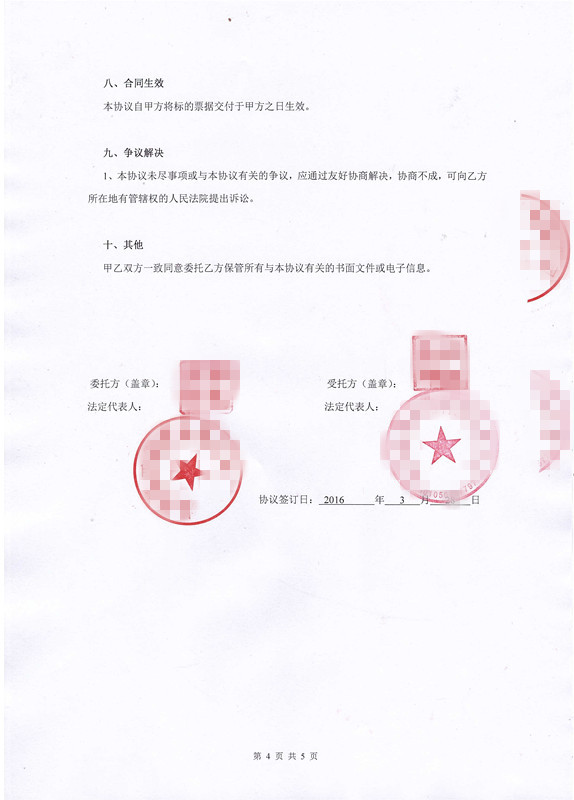 八、合同生效
本协议自甲方将标的票据交付于甲方之日生效。
九、争议解决
1、本协议未尽事项或与本协议有关的争议，应通过友好协商解决，协商不成，可向乙方
所在地有管辖权的人民法院提出诉讼。
十、其他
甲乙双方一致同意委托乙方保管所有与本协议有关的书面文件或电子信息。
委托方（盖章）： 受托方（盖章）：
法定代表人： 法定代表人：
协议签订日： 2016 年 3 月 日
第 4 页 共 5 页